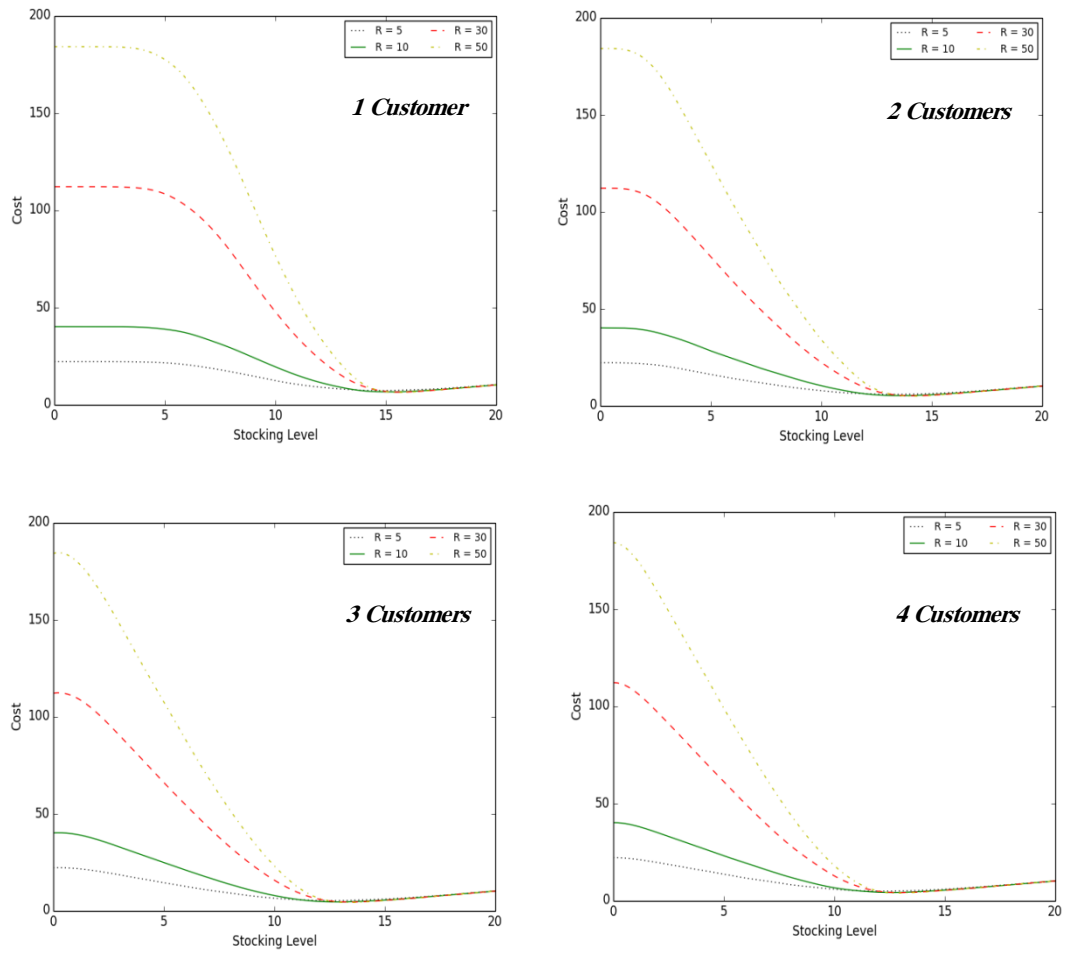 200
150
100
50
0
Cost
R = 5 R = 30
R = 10 R = 50
1 Customer
0 5 10 15 20
Stocking Level
200
150
100
50
0
Cost
R = 5 R = 30
R = 10 R = 50
2 Customers
0 5 10 15 20
Stocking Level
200
150
100
50
0
Cost
R = 5 R = 30
R = 10 R = 50
3 Customers
0 5 10 15 20
Stocking Level
200
150
100
50
0
Cost
R = 5 R = 30
R = 10 R = 50
4 Customers
0 5 10 15 20
Stocking Level